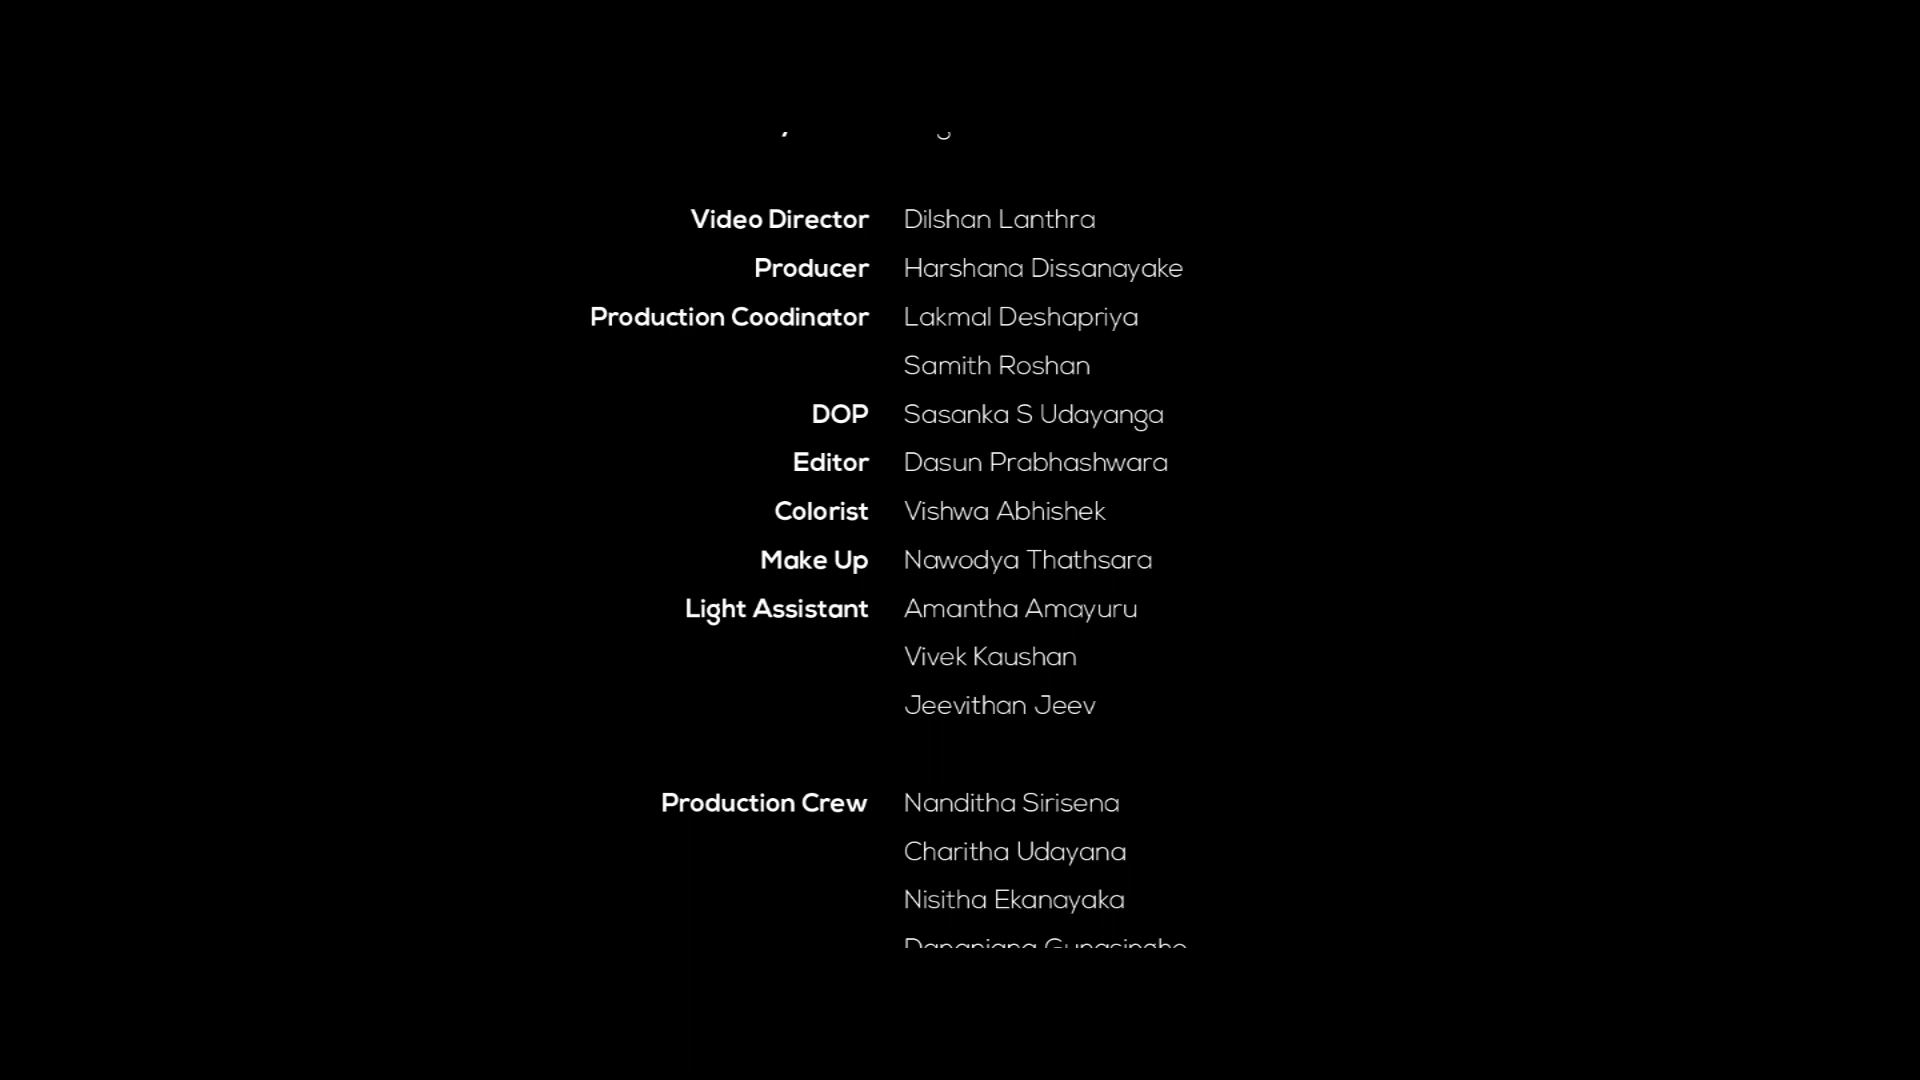 Video Director Dilshan Lanthra
Producer Harshana Dissanayake
Production Coodinator Lakmal Deshapriya
Samith Roshan
DOP Sasanka S Udayanga
Editor Dasun Prabhashwara
Colorist Vishwa Abhishek
Make Up Nawodya Thathsara
Light Assistant Amantha Amayuru
Vivek Kaushan
Jeevithan Jeev
Production Crew Nanditha Sirisena
Charitha Udayana
Nisitha Ekanayaka